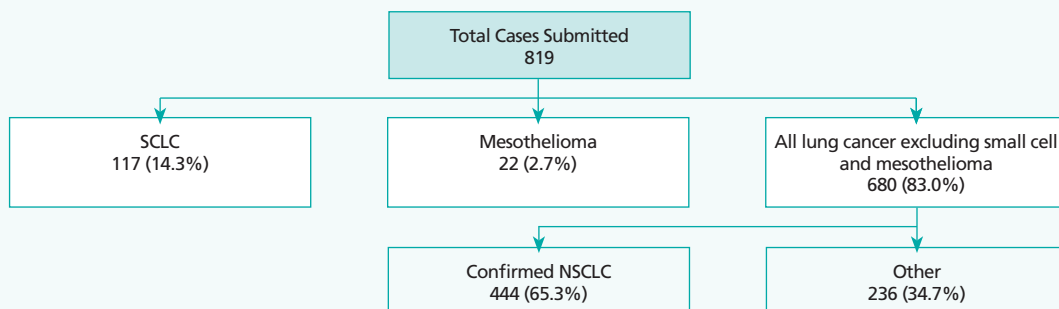 Total Cases Submitted
819
SCLC
117 (14.3%)
Mesothelioma
22 (2.7%)
All lung cancer excluding small cell
and mesothelioma
680 (83.0%)
Confirmed NSCLC
444 (65.3%)
Other
236 (34.7%)